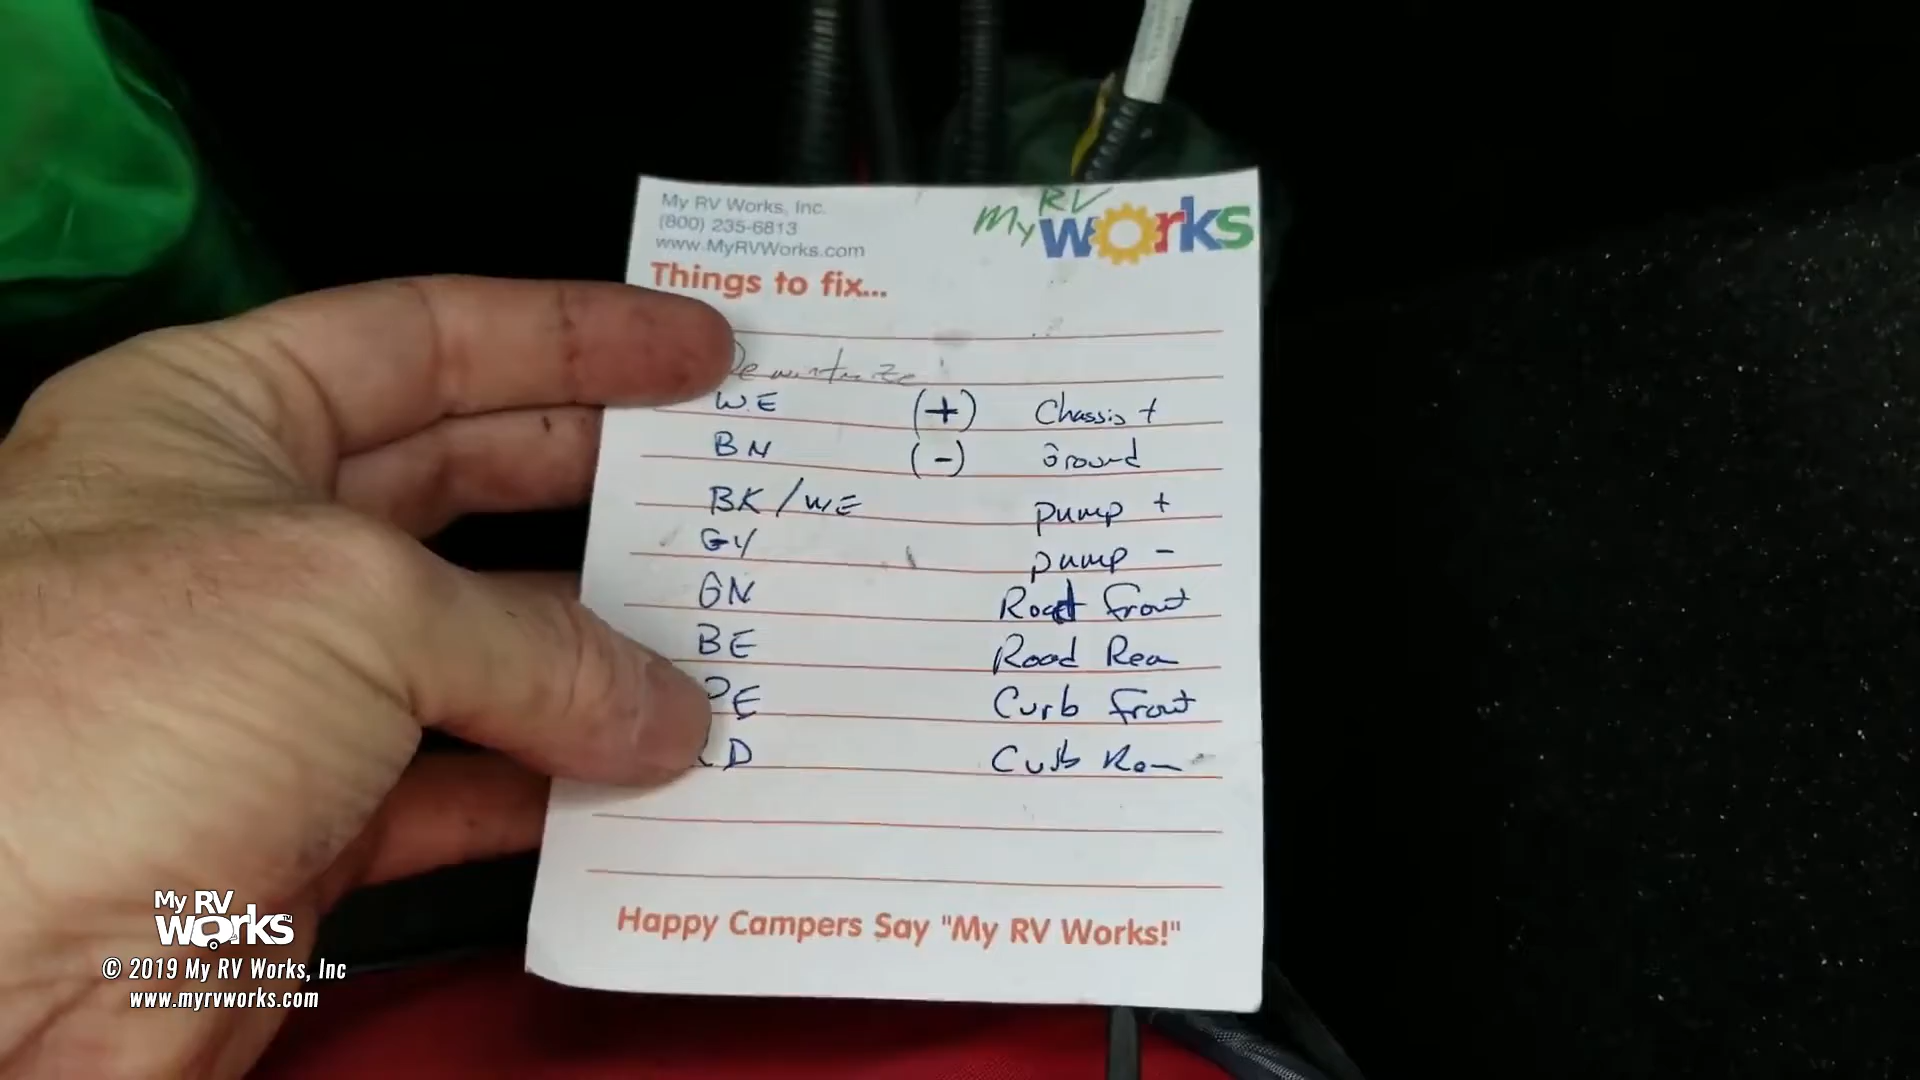 My RV Works, Inc.
(800) 235-6813
www.MyRVWorks.com
My RV works
Things to fix...
WE (+) Chassis +
BN (-) Ground
BK/WE pump +
GY pump -
GN Road front
BE Road Rear
PE Curb front
RD Curb Rear
Happy Campers Say "My RV Works!"
My RV works
© 2019 My RV Works, Inc
www.myrvworks.com